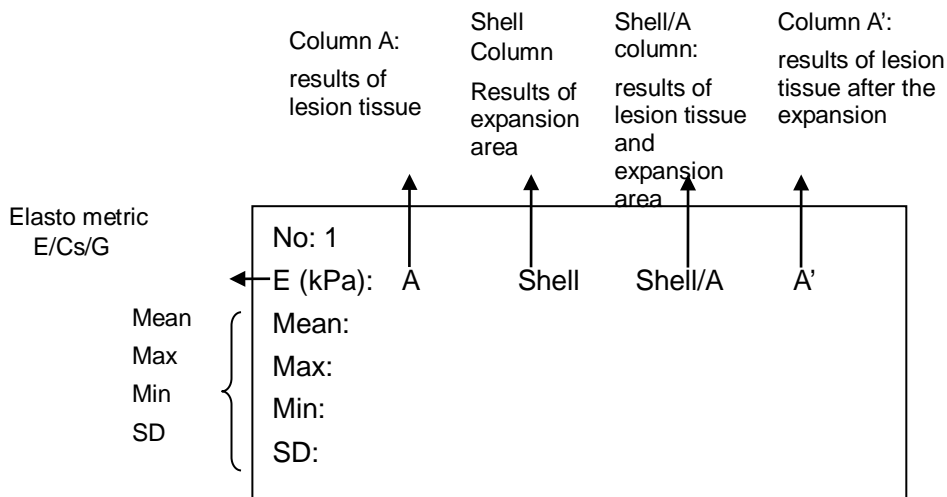 Column A:
results of
lesion tissue
Shell
Column
Results of
expansion
area
Shell/A
column:
results of
lesion tissue
and
expansion
area
Column A’:
results of lesion
tissue after the
expansion
Elasto metric
E/Cs/G
No: 1
E (kPa): A Shell Shell/A A’
Mean
Max
Min
SD
Mean:
Max:
Min:
SD: